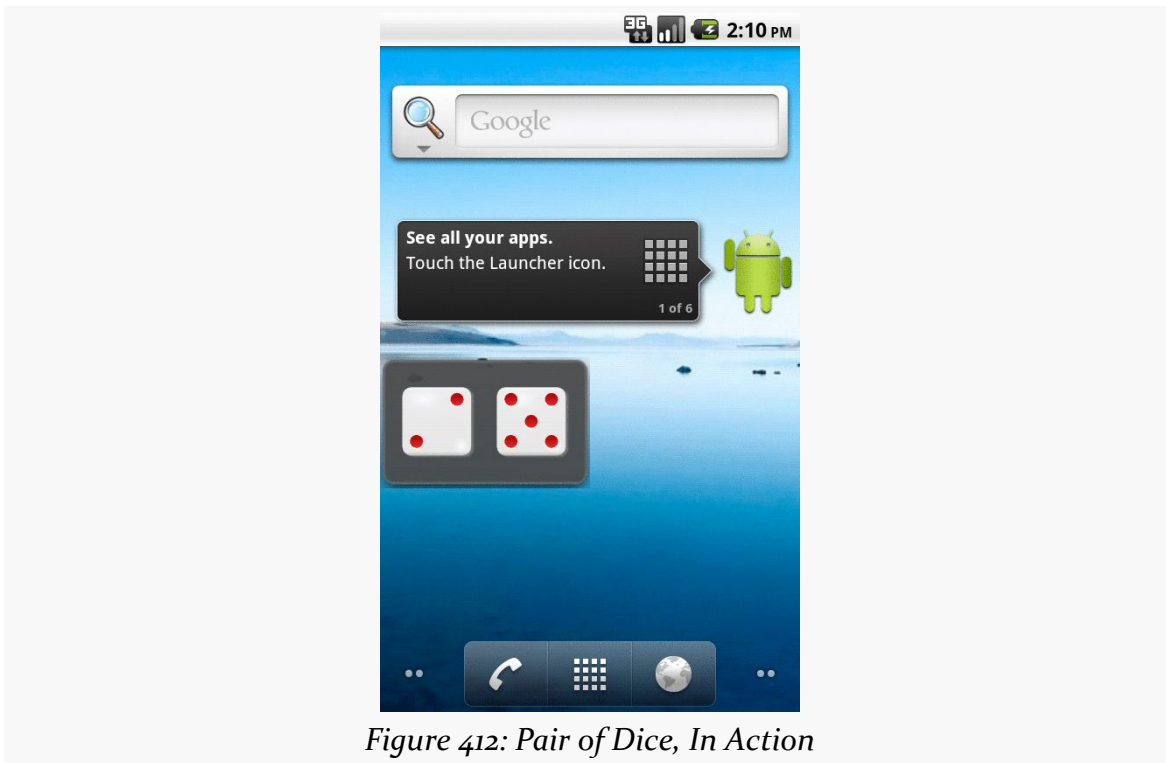 3G 2:10 PM
Google
See all your apps.
Touch the Launcher icon.
1 of 6
Figure 412: Pair of Dice, In Action